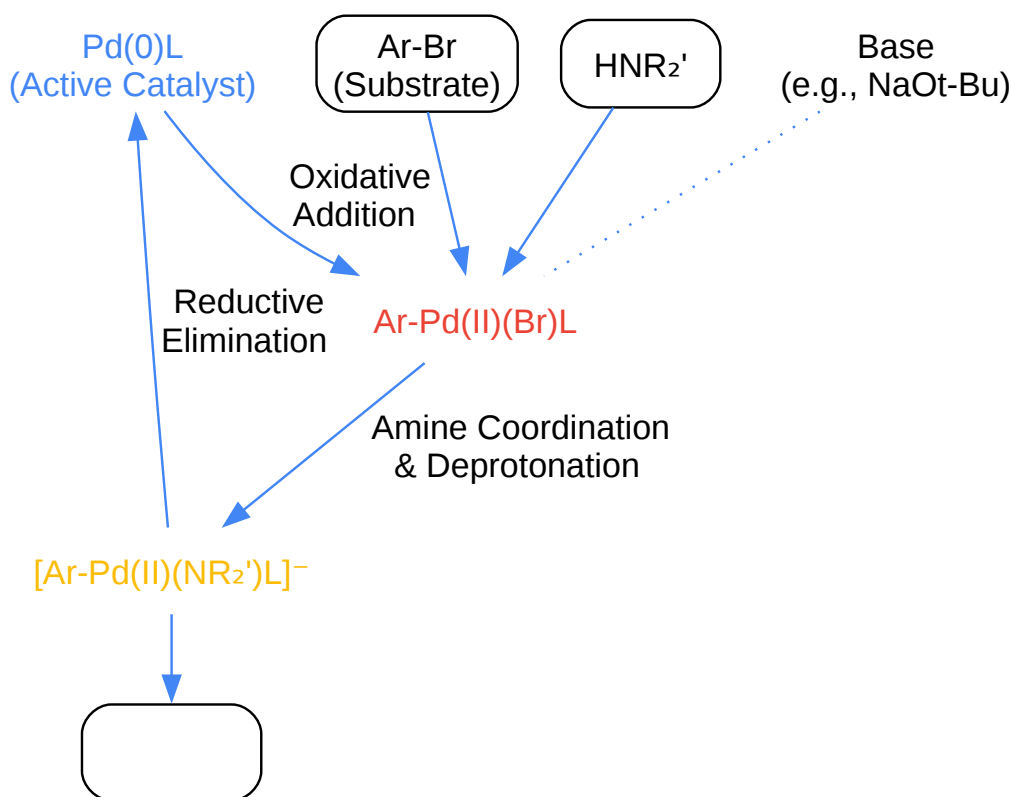 Pd(0)L
(Active Catalyst)
Ar-Br
(Substrate)
HNR₂'
Base
(e.g., NaOt-Bu)
Oxidative
Addition
Reductive
Elimination
Ar-Pd(II)(Br)L
Amine Coordination
& Deprotonation
[Ar-Pd(II)(NR₂')L]⁻